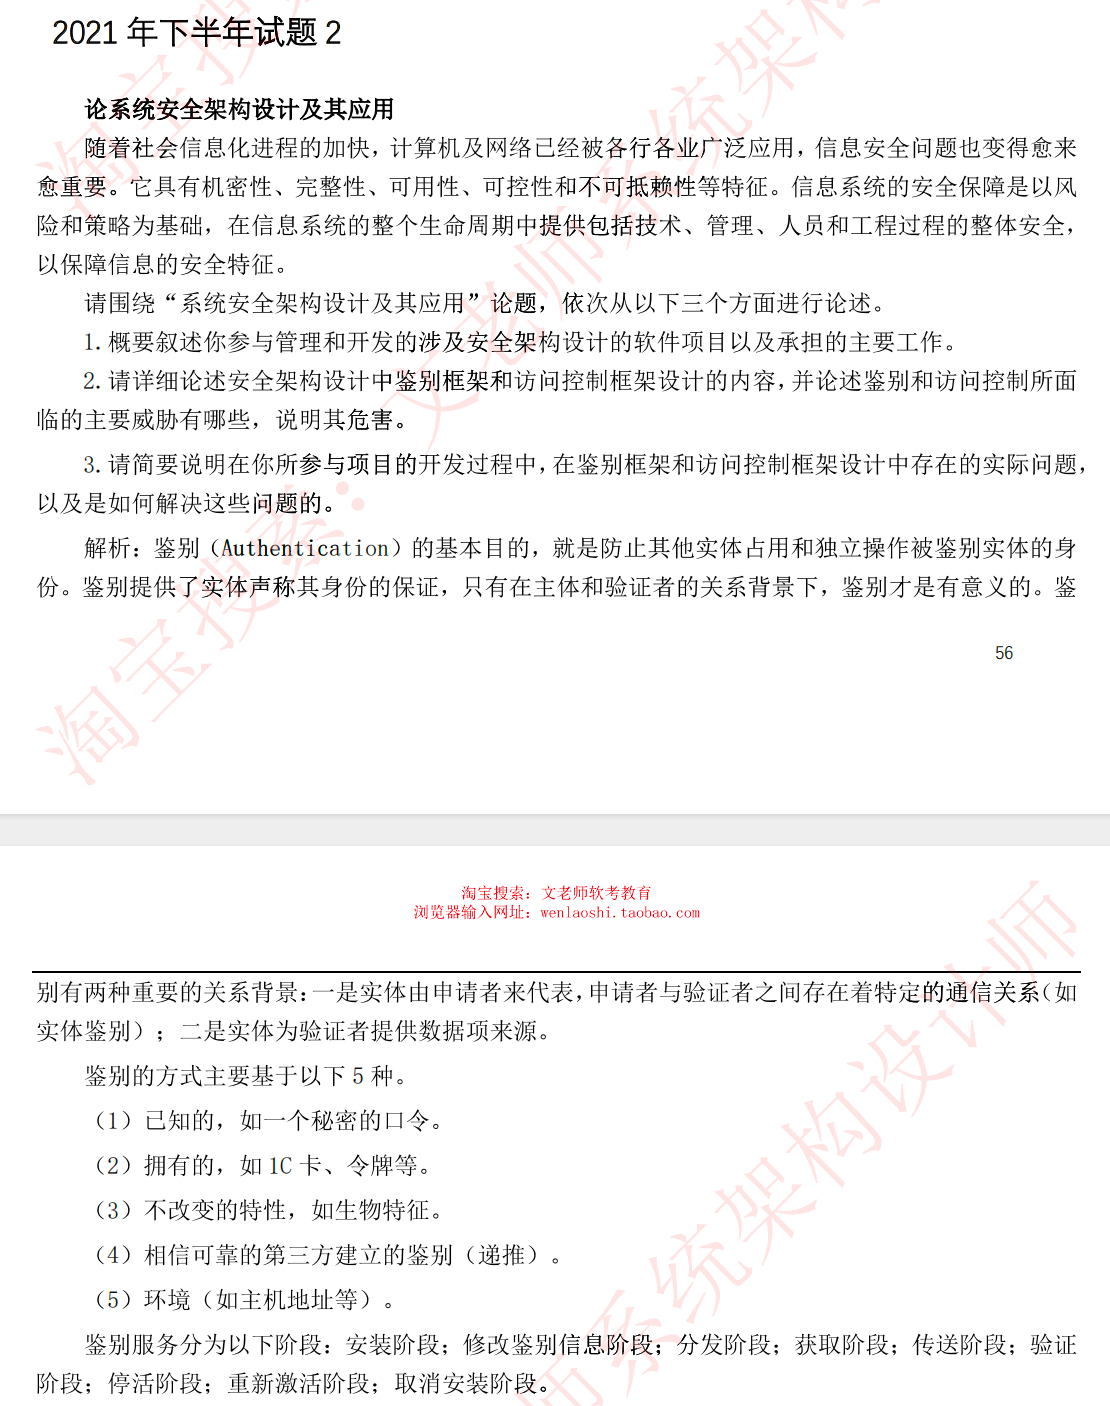 2021 年下半年试题 2
论系统安全架构设计及其应用
随着社会信息化进程的加快，计算机及网络已经被各行各业广泛应用，信息安全问题也变得愈来
愈重要。它具有机密性、完整性、可用性、可控性和不可抵赖性等特征。信息系统的安全保障是以风
险和策略为基础，在信息系统的整个生命周期中提供包括技术、管理、人员和工程过程的整体安全，
以保障信息的安全特征。
请围绕“系统安全架构设计及其应用”论题，依次从以下三个方面进行论述。
1.概要叙述你参与管理和开发的涉及安全架构设计的软件项目以及承担的主要工作。
2.请详细论述安全架构设计中鉴别框架和访问控制框架设计的内容，并论述鉴别和访问控制所面
临的主要威胁有哪些，说明其危害。
3.请简要说明在你所参与项目的开发过程中，在鉴别框架和访问控制框架设计中存在的实际问题，
以及是如何解决这些问题的。
解析：鉴别（Authentication）的基本目的，就是防止其他实体占用和独立操作被鉴别实体的身
份。鉴别提供了实体声称其身份的保证，只有在主体和验证者的关系背景下，鉴别才是有意义的。鉴
56
淘宝搜索：文老师软考教育
浏览器输入网址：wenlaoshi.taobao.com
别有两种重要的关系背景：一是实体由申请者来代表，申请者与验证者之间存在着特定的通信关系（如
实体鉴别）；二是实体为验证者提供数据项来源。
鉴别的方式主要基于以下 5 种。
（1）已知的，如一个秘密的口令。
（2）拥有的，如 1C 卡、令牌等。
（3）不改变的特性，如生物特征。
（4）相信可靠的第三方建立的鉴别（递推）。
（5）环境（如主机地址等）。
鉴别服务分为以下阶段：安装阶段；修改鉴别信息阶段；分发阶段；获取阶段；传送阶段；验证
阶段；停活阶段；重新激活阶段；取消安装阶段。
淘宝搜索：文老师系统架构
师系统架构设计师